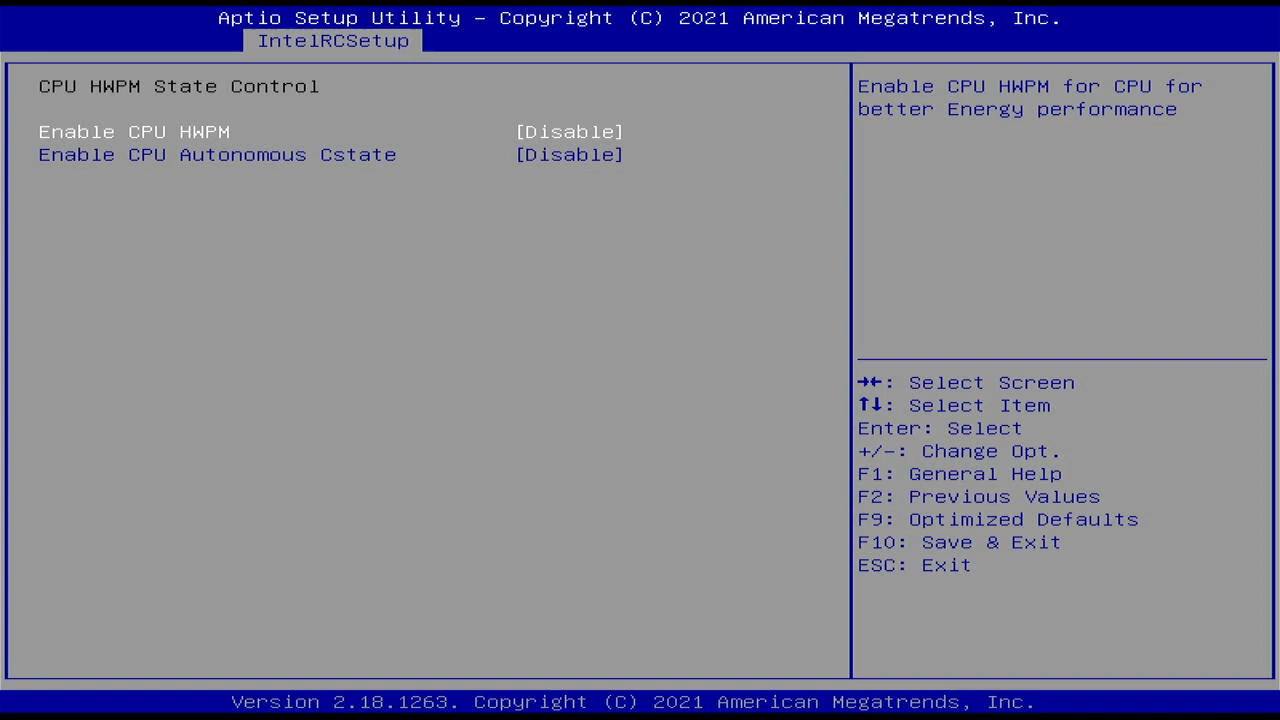 Aptio Setup Utility – Copyright (C) 2021 American Megatrends, Inc.
IntelRCSetup
CPU HWPM State Control
Enable CPU HWPM [Disable]
Enable CPU Autonomous Cstate [Disable]
Enable CPU HWPM for CPU for
better Energy performance
→←: Select Screen
↑↓: Select Item
Enter: Select
+/-: Change Opt.
F1: General Help
F2: Previous Values
F9: Optimized Defaults
F10: Save & Exit
ESC: Exit
Version 2.18.1263. Copyright (C) 2021 American Megatrends, Inc.